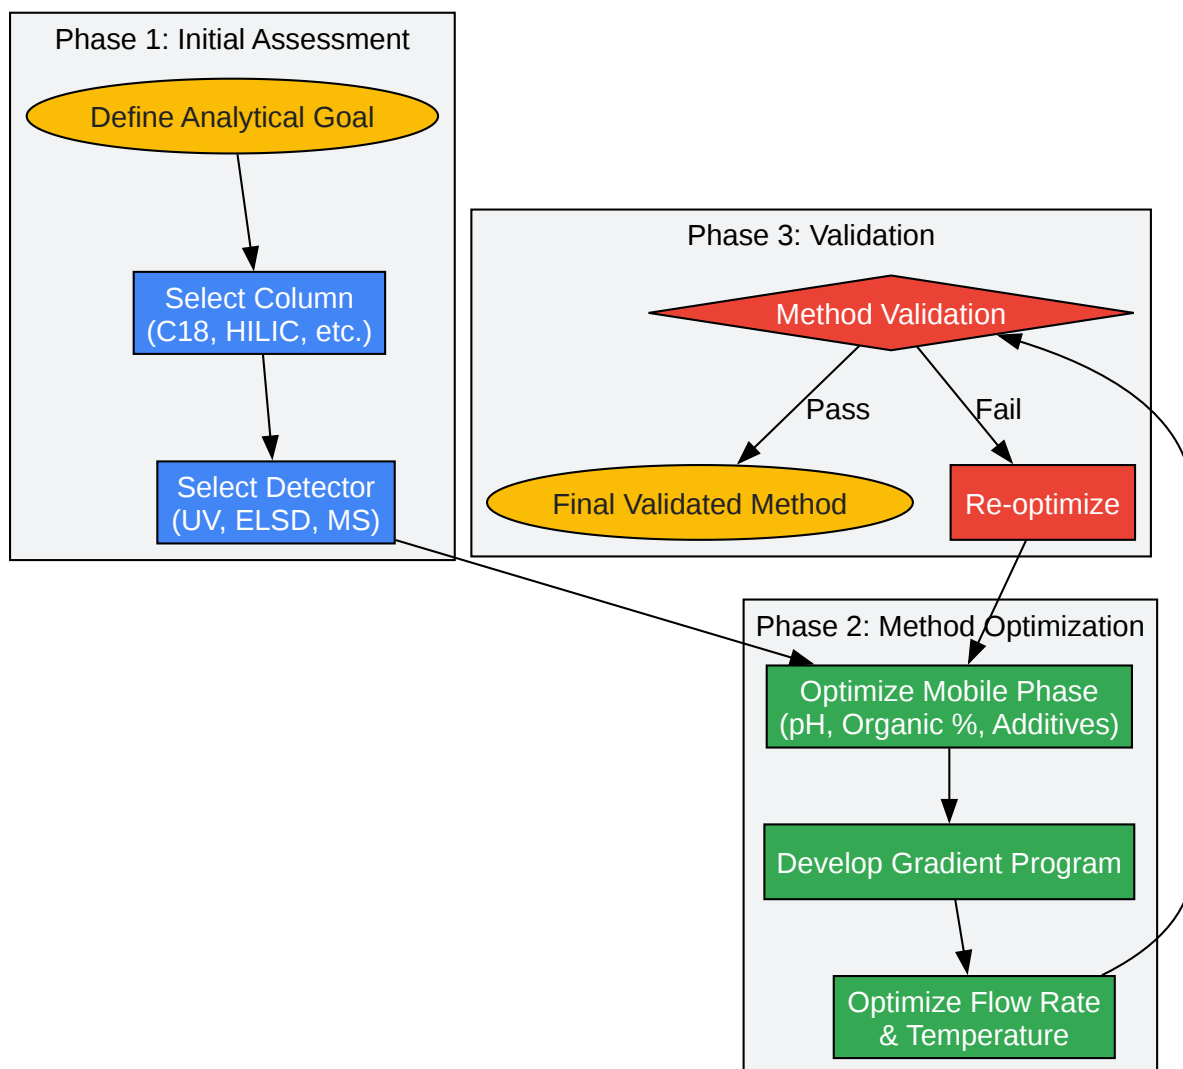 Phase 1: Initial Assessment
Define Analytical Goal
Select Column
(C18, HILIC, etc.)
Select Detector
(UV, ELSD, MS)
Phase 3: Validation
Method Validation
Pass
Fail
Final Validated Method
Re-optimize
Phase 2: Method Optimization
Optimize Mobile Phase
(pH, Organic %, Additives)
Develop Gradient Program
Optimize Flow Rate
& Temperature